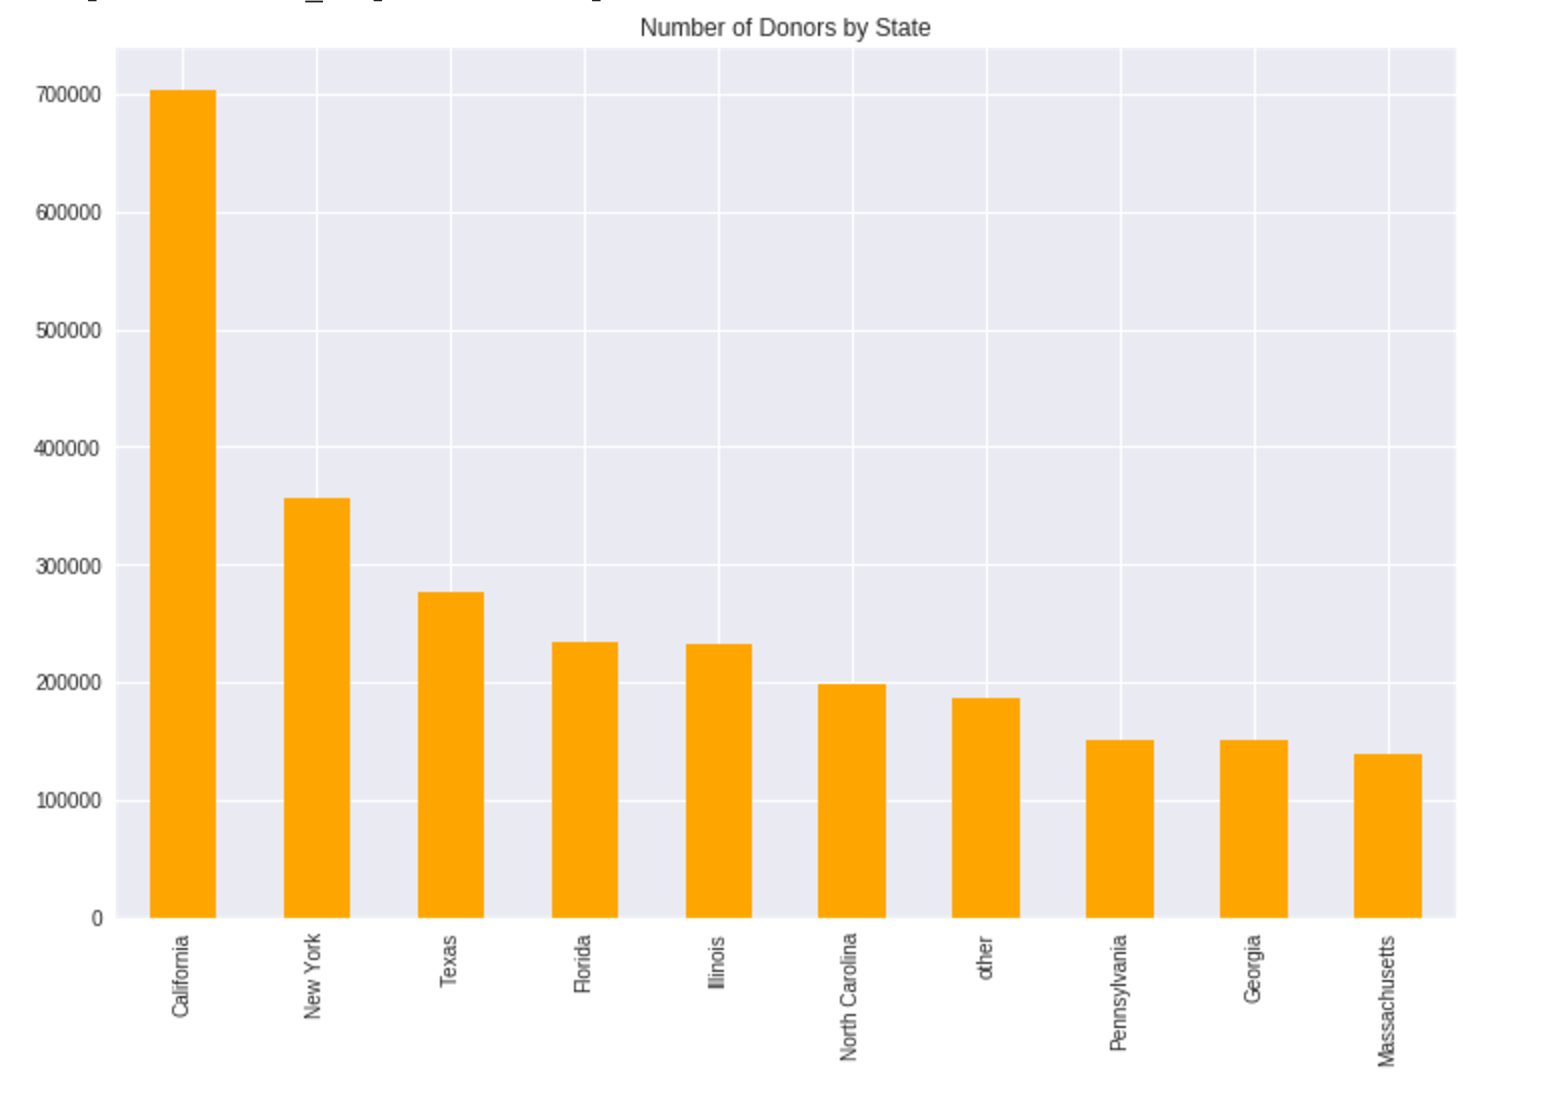 Number of Donors by State
700000
600000
500000
400000
300000
200000
100000
0
California
New York
Texas
Florida
Illinois
North Carolina
other
Pennsylvania
Georgia
Massachusetts